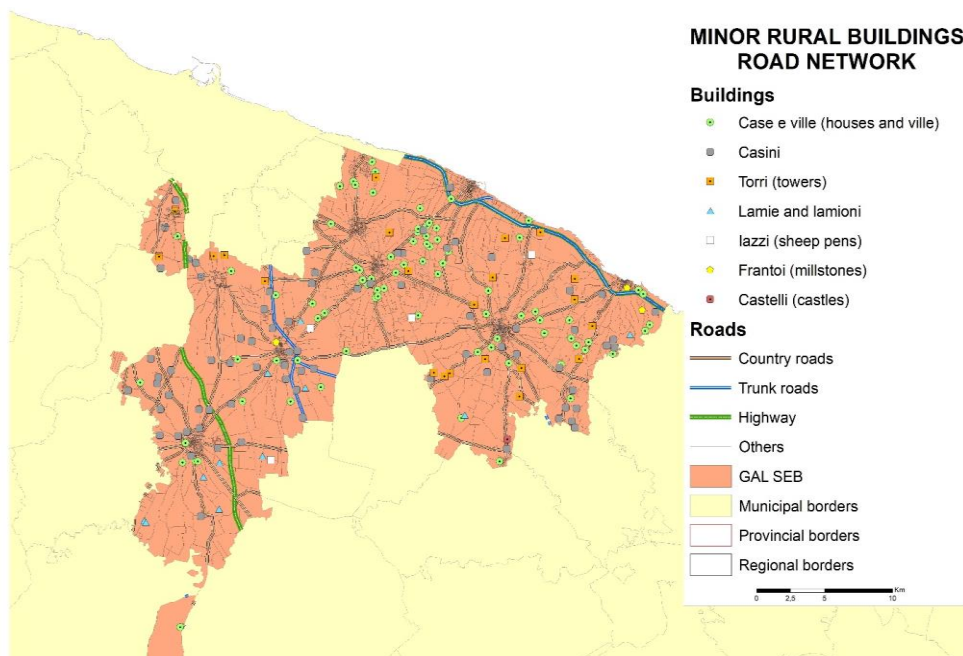 MINOR RURAL BUILDINGS
ROAD NETWORK
Buildings
Case e ville (houses and ville)
Casini
Torri (towers)
Lamie and lamioni
Iazzi (sheep pens)
Frantoi (millstones)
Castelli (castles)
Roads
Country roads
Trunk roads
Highway
Others
GAL SEB
Municipal borders
Provincial borders
Regional borders
Km
0 2,5 5 10